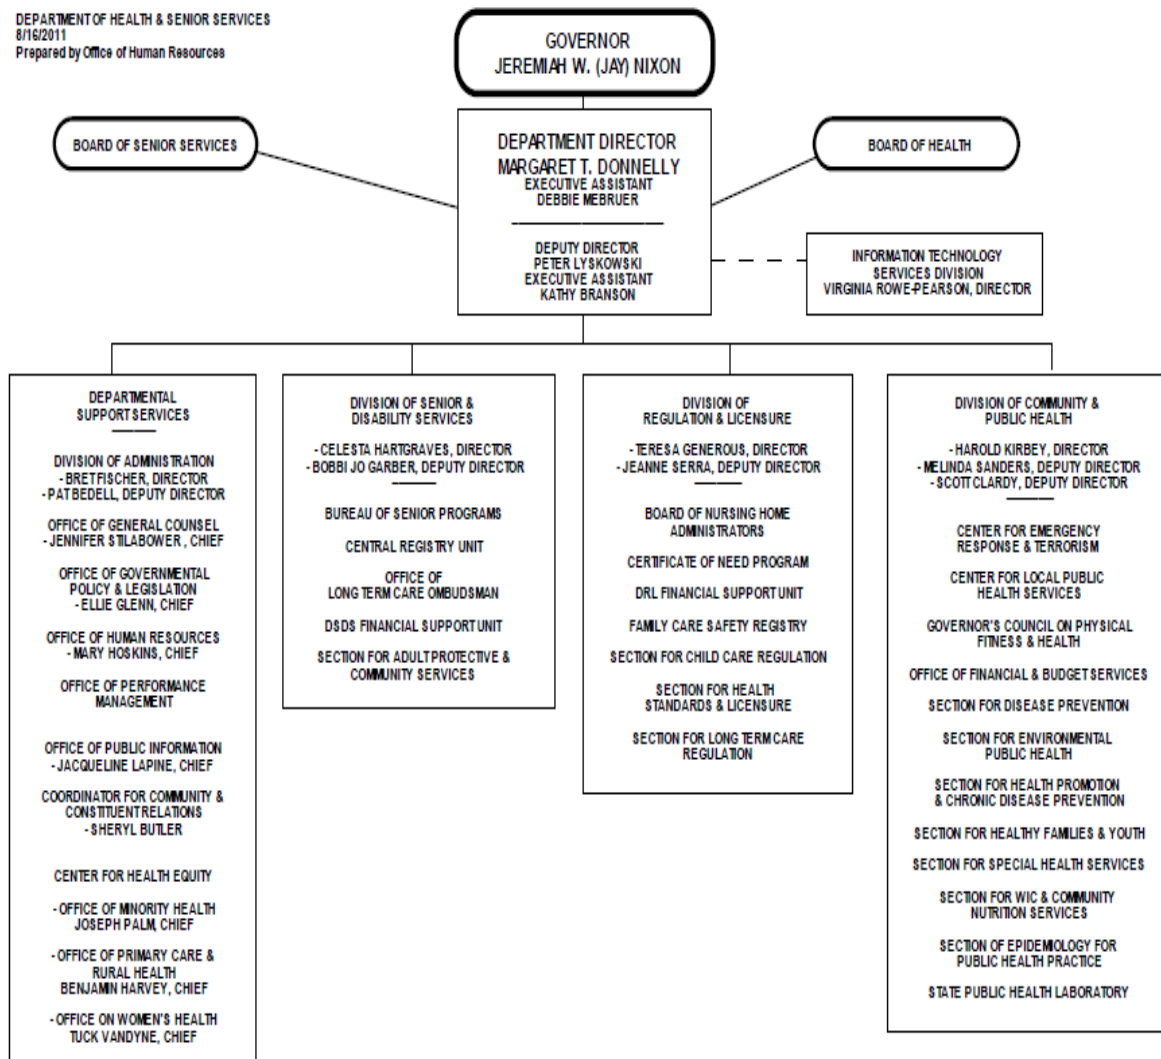 DEPARTMENT OF HEALTH & SENIOR SERVICES
8/16/2011
Prepared by Office of Human Resources
GOVERNOR
JEREMIAH W. (JAY) NIXON
BOARD OF SENIOR SERVICES
DEPARTMENT DIRECTOR
MARGARET T. DONNELLY
EXECUTIVE ASSISTANT
DEBBIE MEBRUER
DEPUTY DIRECTOR
PETER LYSKOWSKI
EXECUTIVE ASSISTANT
KATHY BRANSON
BOARD OF HEALTH
INFORMATION TECHNOLOGY
SERVICES DIVISION
VIRGINIA ROWE-PEARSON, DIRECTOR
DEPARTMENTAL
SUPPORT SERVICES
DIVISION OF ADMINISTRATION
- BRET FISCHER, DIRECTOR
- PAT BEDELL, DEPUTY DIRECTOR
OFFICE OF GENERAL COUNSEL
- JENNIFER STILABOWER , CHIEF
OFFICE OF GOVERNMENTAL
POLICY & LEGISLATION
- ELLIE GLENN, CHIEF
OFFICE OF HUMAN RESOURCES
- MARY HOSKINS, CHIEF
OFFICE OF PERFORMANCE
MANAGEMENT
OFFICE OF PUBLIC INFORMATION
- JACQUELINE LAPINE, CHIEF
COORDINATOR FOR COMMUNITY &
CONSTITUENT RELATIONS
- SHERYL BUTLER
CENTER FOR HEALTH EQUITY
- OFFICE OF MINORITY HEALTH
JOSEPH PALM, CHIEF
- OFFICE OF PRIMARY CARE &
RURAL HEALTH
BENJAMIN HARVEY, CHIEF
- OFFICE ON WOMEN'S HEALTH
TUCK VANDYNE, CHIEF
DIVISION OF SENIOR &
DISABILITY SERVICES
- CELESTA HARTGRAVES, DIRECTOR
- BOBBI JO GARBER, DEPUTY DIRECTOR
BUREAU OF SENIOR PROGRAMS
CENTRAL REGISTRY UNIT
OFFICE OF
LONG TERM CARE OMBUDSMAN
DSDS FINANCIAL SUPPORT UNIT
SECTION FOR ADULT PROTECTIVE &
COMMUNITY SERVICES
DIVISION OF
REGULATION & LICENSURE
- TERESA GENEROUS, DIRECTOR
- JEANNE SERRA, DEPUTY DIRECTOR
BOARD OF NURSING HOME
ADMINISTRATORS
CERTIFICATE OF NEED PROGRAM
DRL FINANCIAL SUPPORT UNIT
FAMILY CARE SAFETY REGISTRY
SECTION FOR CHILD CARE REGULATION
SECTION FOR HEALTH
STANDARDS & LICENSURE
SECTION FOR LONG TERM CARE
REGULATION
DIVISION OF COMMUNITY &
PUBLIC HEALTH
- HAROLD KIRBEY, DIRECTOR
- MELINDA SANDERS, DEPUTY DIRECTOR
- SCOTT CLARDY, DEPUTY DIRECTOR
CENTER FOR EMERGENCY
RESPONSE & TERRORISM
CENTER FOR LOCAL PUBLIC
HEALTH SERVICES
GOVERNOR'S COUNCIL ON PHYSICAL
FITNESS & HEALTH
OFFICE OF FINANCIAL & BUDGET SERVICES
SECTION FOR DISEASE PREVENTION
SECTION FOR ENVIRONMENTAL
PUBLIC HEALTH
SECTION FOR HEALTH PROMOTION
& CHRONIC DISEASE PREVENTION
SECTION FOR HEALTHY FAMILIES & YOUTH
SECTION FOR SPECIAL HEALTH SERVICES
SECTION FOR WIC & COMMUNITY
NUTRITION SERVICES
SECTION OF EPIDEMIOLOGY FOR
PUBLIC HEALTH PRACTICE
STATE PUBLIC HEALTH LABORATORY